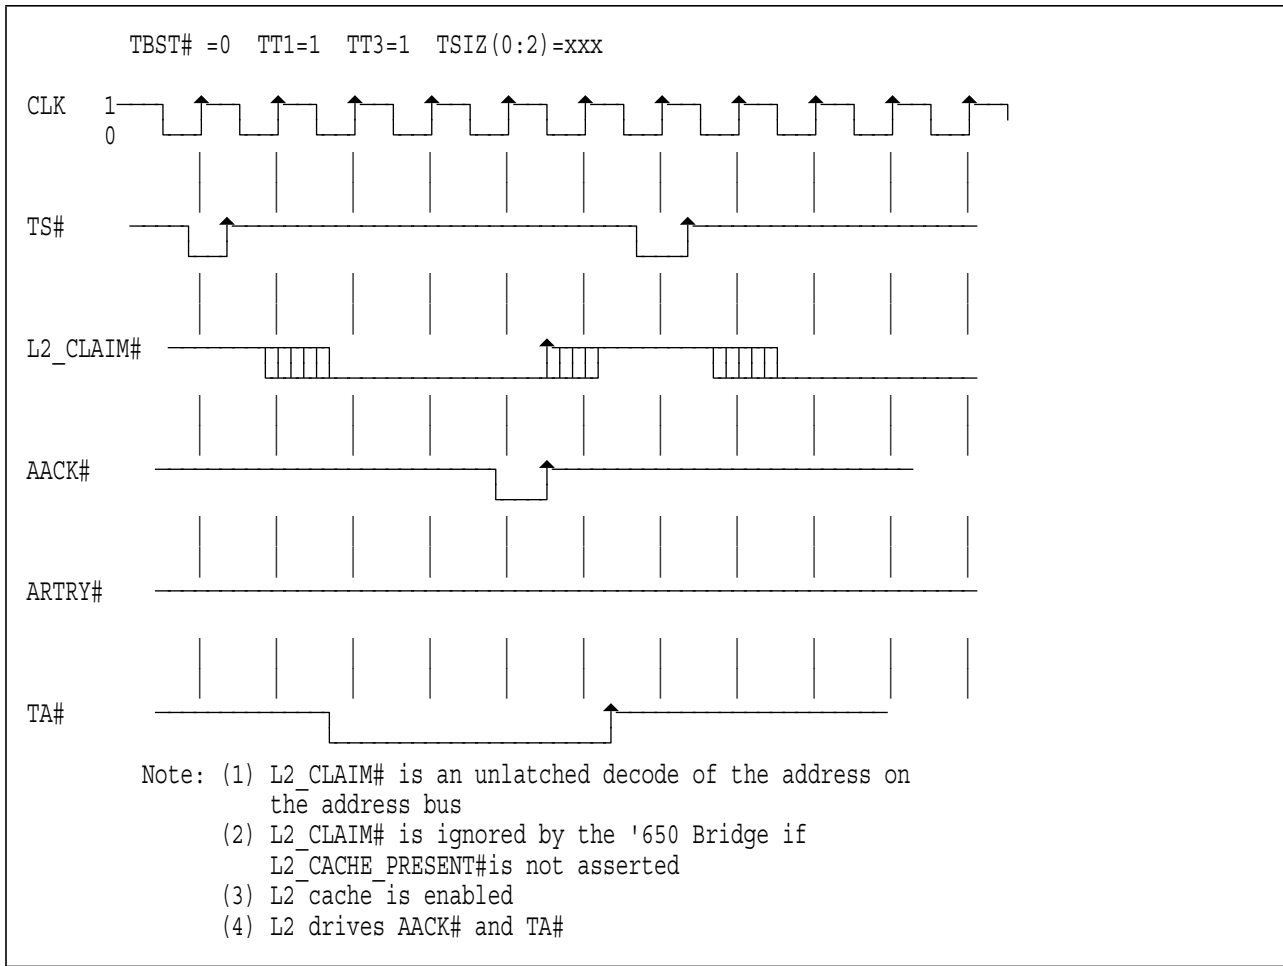 TBST# =0 TT1=1 TT3=1 TSIZ(0:2)=xxx
CLK 1
0
TS#
L2_CLAIM#
AACK#
ARTRY#
TA#
Note: (1) L2_CLAIM# is an unlatched decode of the address on
the address bus
(2) L2_CLAIM# is ignored by the '650 Bridge if
L2_CACHE_PRESENT#is not asserted
(3) L2 cache is enabled
(4) L2 drives AACK# and TA#